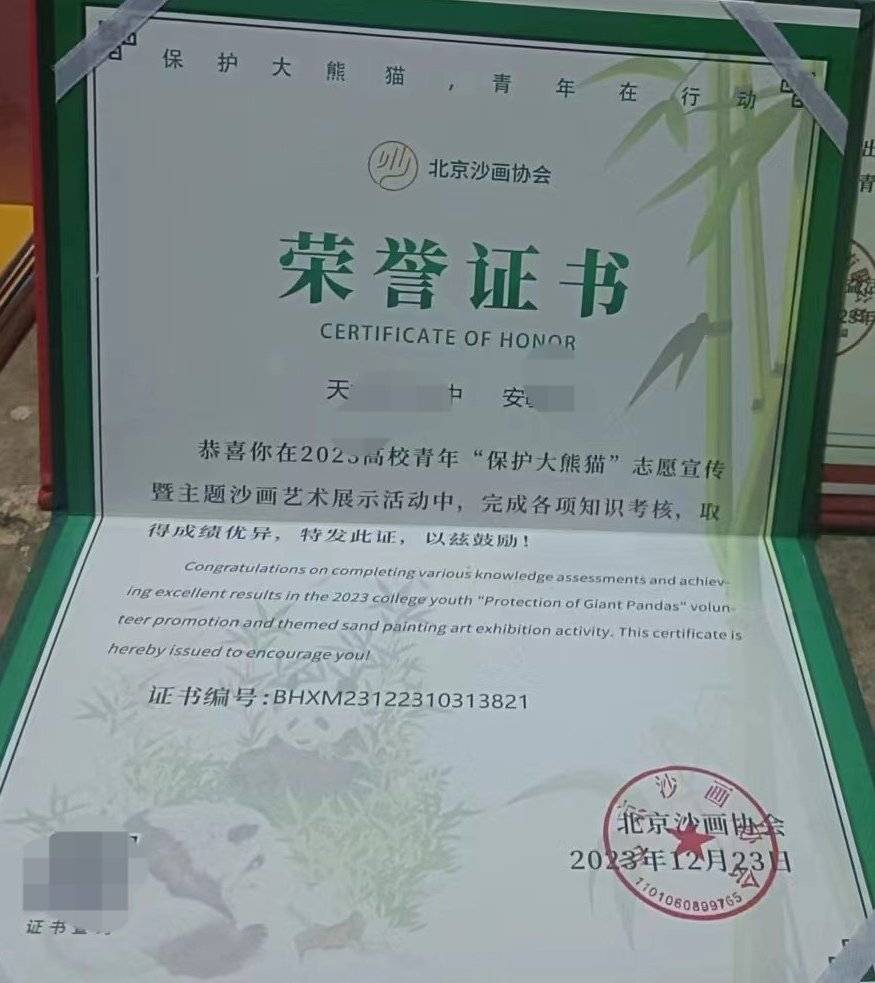 保护大熊猫，青年在行动
北京沙画协会
荣誉证书
CERTIFICATE OF HONOR
天 中 安
恭喜你在2023高校青年“保护大熊猫”志愿宣传
暨主题沙画艺术展示活动中，完成各项知识考核，取
得成绩优异，特发此证，以兹鼓励！
Congratulations on completing various knowledge assessments and achiev-
ing excellent results in the 2023 college youth "Protection of Giant Pandas" volun-
teer promotion and themed sand painting art exhibition activity. This certificate is
hereby issued to encourage you!
证书编号:BHXM23122310313821
北京沙画协会
2023年12月23日
1101060899765
证书查